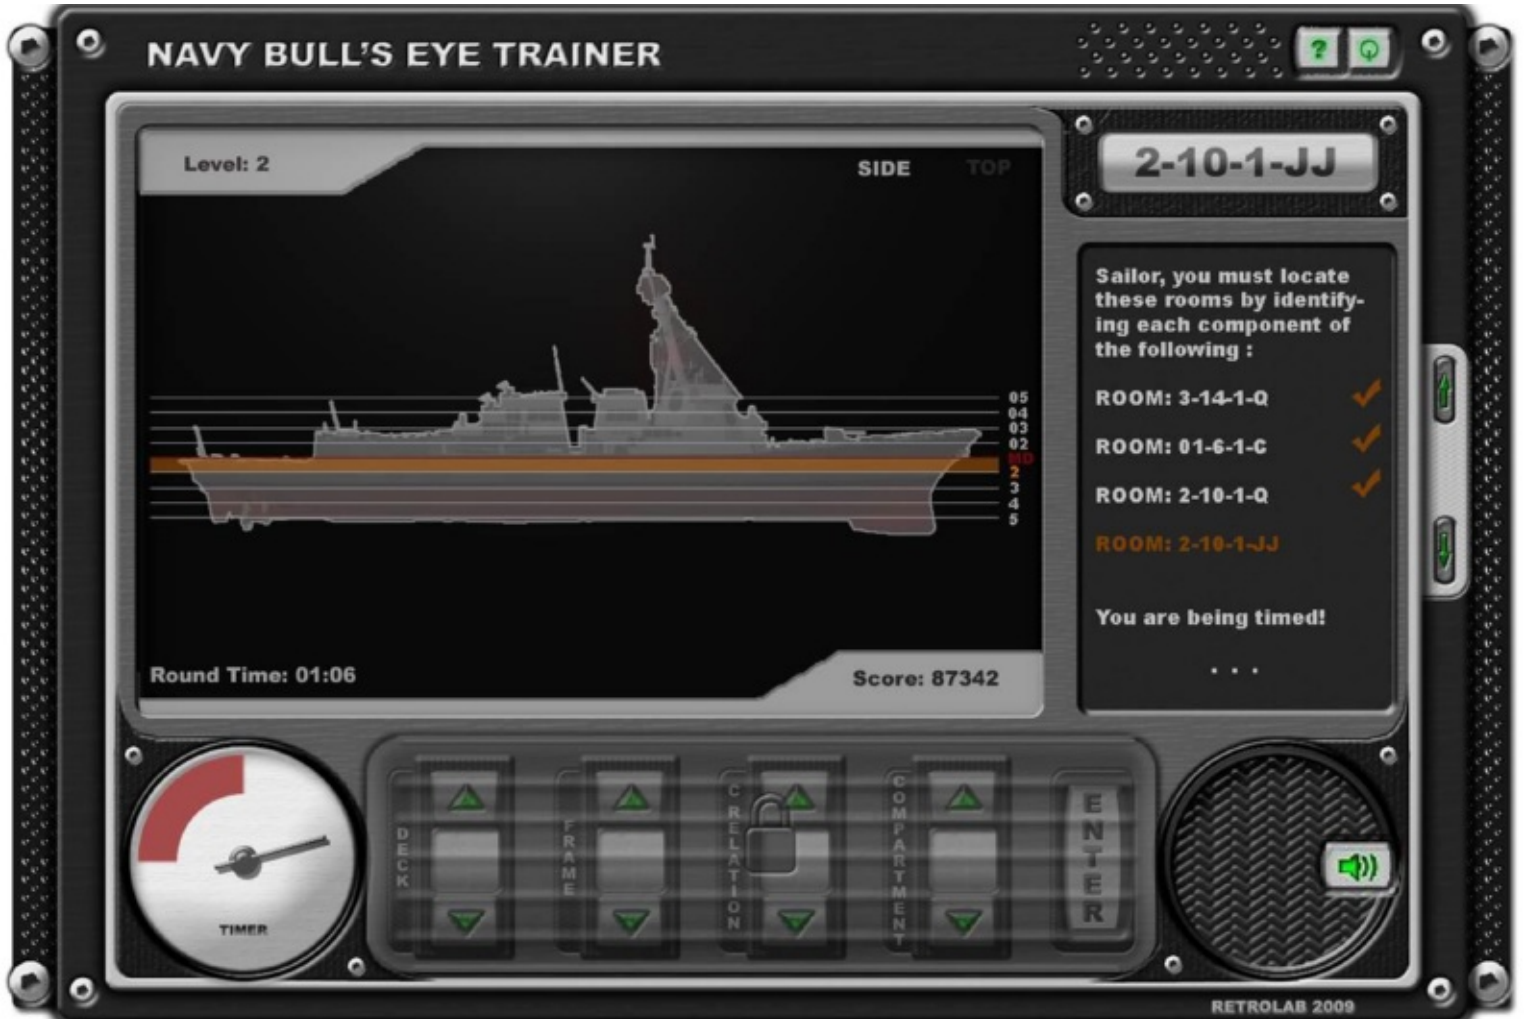 NAVY BULL'S EYE TRAINER
?
Level: 2
SIDE TOP
2-10-1-JJ
Sailor, you must locate
these rooms by identify-
ing each component of
the following :
ROOM: 3-14-1-Q
ROOM: 01-6-1-C
ROOM: 2-10-1-Q
ROOM: 2-10-1-JJ
You are being timed!
. . .
05
04
03
02
MD
2
3
4
5
Round Time: 01:06
Score: 87342
TIMER
DECK
FRAME
C RELATION
COMPARTMENT
ENTER
RETROLAB 2009